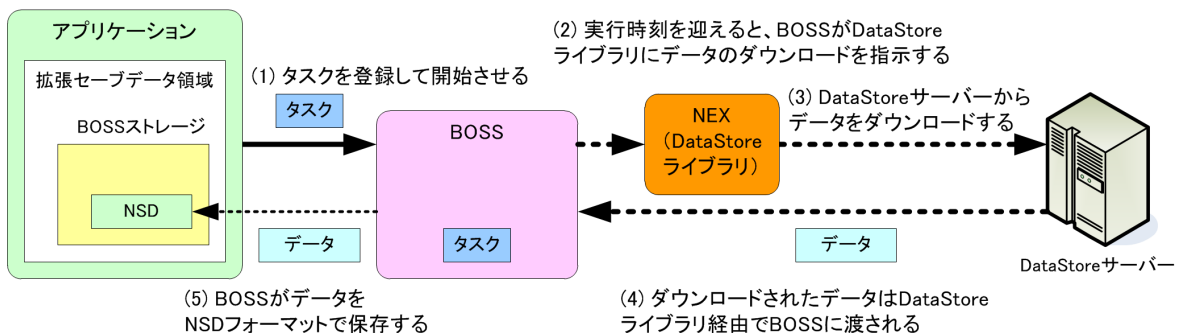 アプリケーション
拡張セーブデータ領域
BOSSストレージ
NSD
(1) タスクを登録して開始させる
タスク
BOSS
タスク
(2) 実行時刻を迎えると、BOSSがDataStore
ライブラリにデータのダウンロードを指示する
NEX
(DataStore
ライブラリ)
(3) DataStoreサーバーから
データをダウンロードする
DataStoreサーバー
データ
(4) ダウンロードされたデータはDataStore
ライブラリ経由でBOSSに渡される
データ
(5) BOSSがデータを
NSDフォーマットで保存する